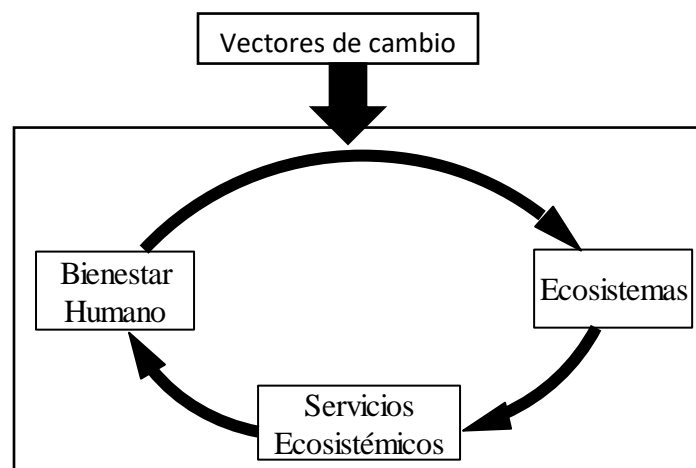 Vectores de cambio
Bienestar
Humano
Ecosistemas
Servicios
Ecosistémicos